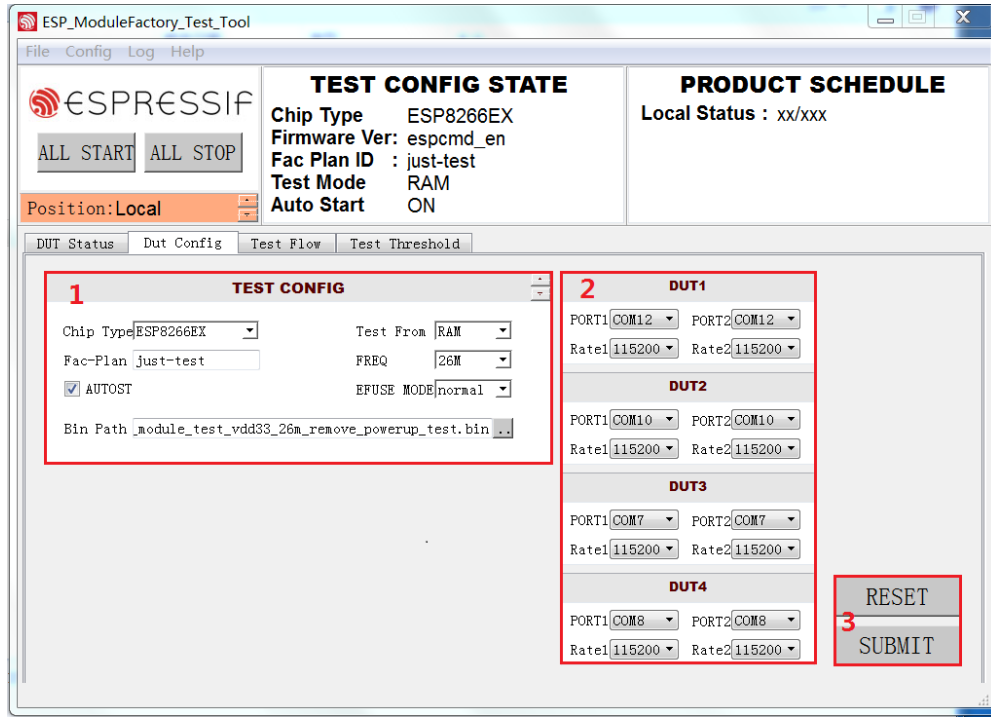 ESP_ModuleFactory_Test_Tool
File Config Log Help
ESPRESSIF
ALL START ALL STOP
Position:Local
TEST CONFIG STATE
Chip Type ESP8266EX
Firmware Ver: espcmd_en
Fac Plan ID : just-test
Test Mode RAM
Auto Start ON
PRODUCT SCHEDULE
Local Status : xx/xxx
DUT Status Dut Config Test Flow Test Threshold
1 TEST CONFIG
Chip Type ESP8266EX Test From RAM
Fac-Plan just-test FREQ 26M
AUTOST EFUSE MODE normal
Bin Path _module_test_vdd33_26m_remove_powerup_test.bin ..
2 DUT1
PORT1 COM12 PORT2 COM12
Rate1 115200 Rate2 115200
DUT2
PORT1 COM10 PORT2 COM10
Rate1 115200 Rate2 115200
DUT3
PORT1 COM7 PORT2 COM7
Rate1 115200 Rate2 115200
DUT4
PORT1 COM8 PORT2 COM8
Rate1 115200 Rate2 115200
RESET
3
SUBMIT